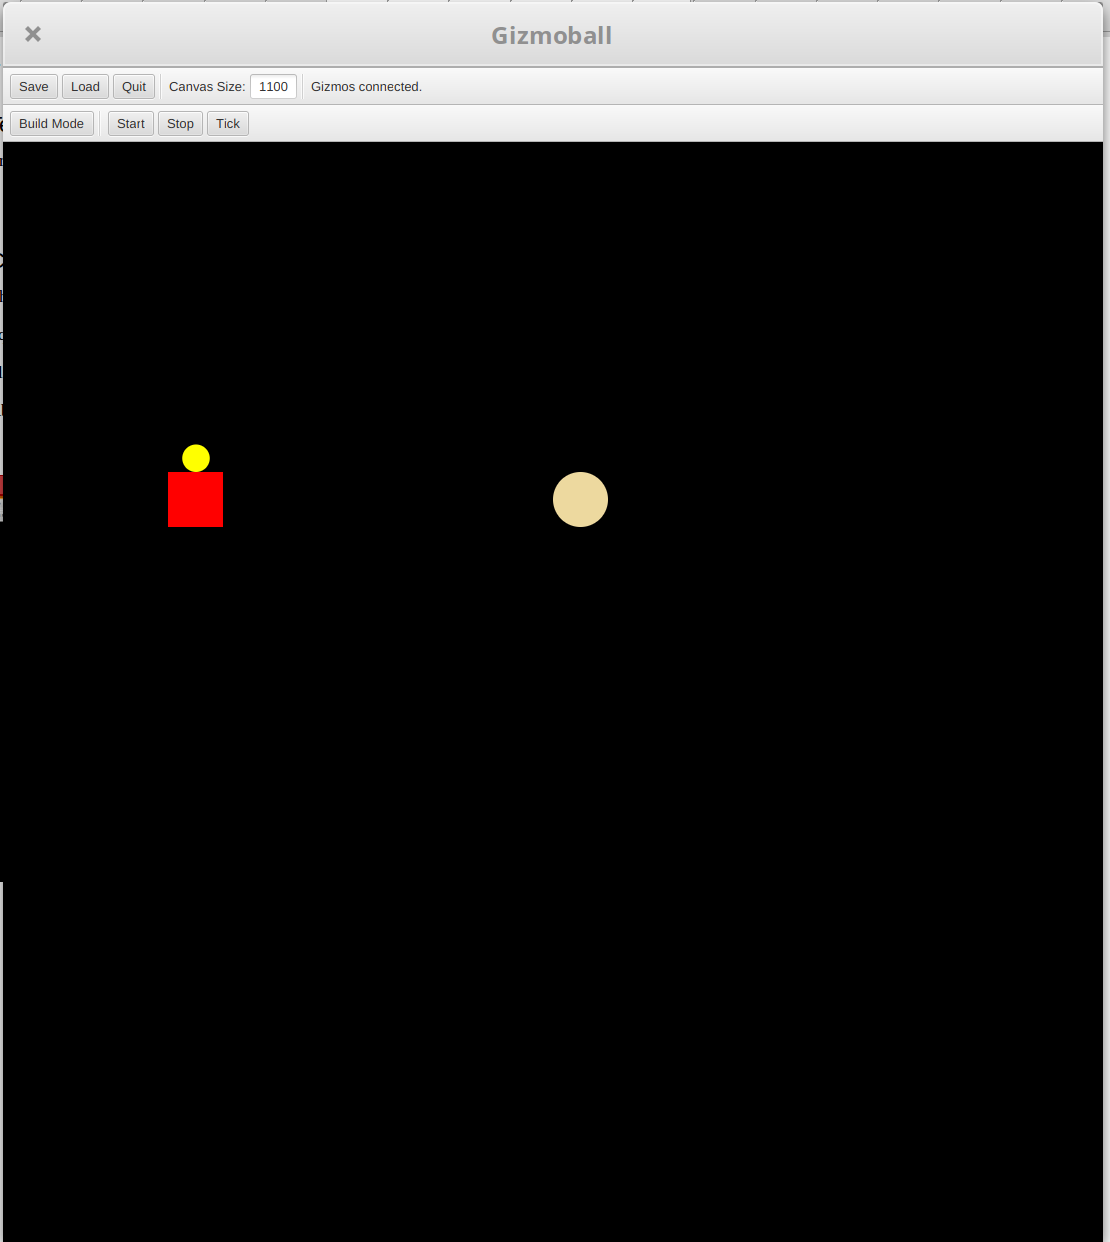 Gizmoball
Save Load Quit Canvas Size: 1100 Gizmos connected.
Build Mode Start Stop Tick